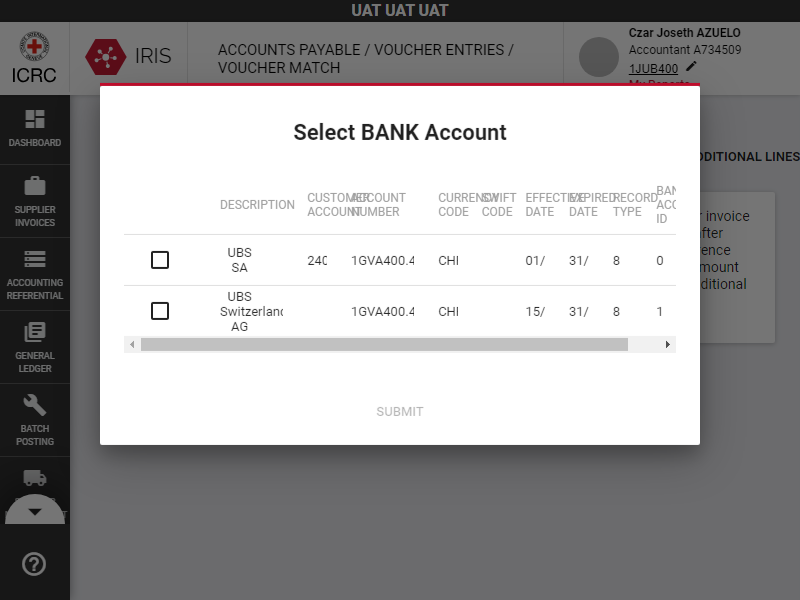 UAT UAT UAT
ICRC
IRIS
ACCOUNTS PAYABLE / VOUCHER ENTRIES /
VOUCHER MATCH
Czar Joseth AZUELO
Accountant A734509
1JUB400
My Reports
DASHBOARD
SUPPLIER
INVOICES
ACCOUNTING
REFERENTIAL
GENERAL
LEDGER
BATCH
POSTING
Select BANK Account
DESCRIPTION
CUSTOMER
ACCOUNT
ACCOUNT
NUMBER
CURRENCY
CODE
SWIFT
CODE
EFFECTIVE
DATE
EXPIRED
DATE
RECORD
TYPE
BAN
ACC
ID
UBS
SA
240
1GVA400.4
CHI
01/
31/
8
0
UBS
Switzerland
AG
1GVA400.4
CHI
15/
31/
8
1
SUBMIT
DDITIONAL LINES
r invoice
fter
ence
mount
ditional